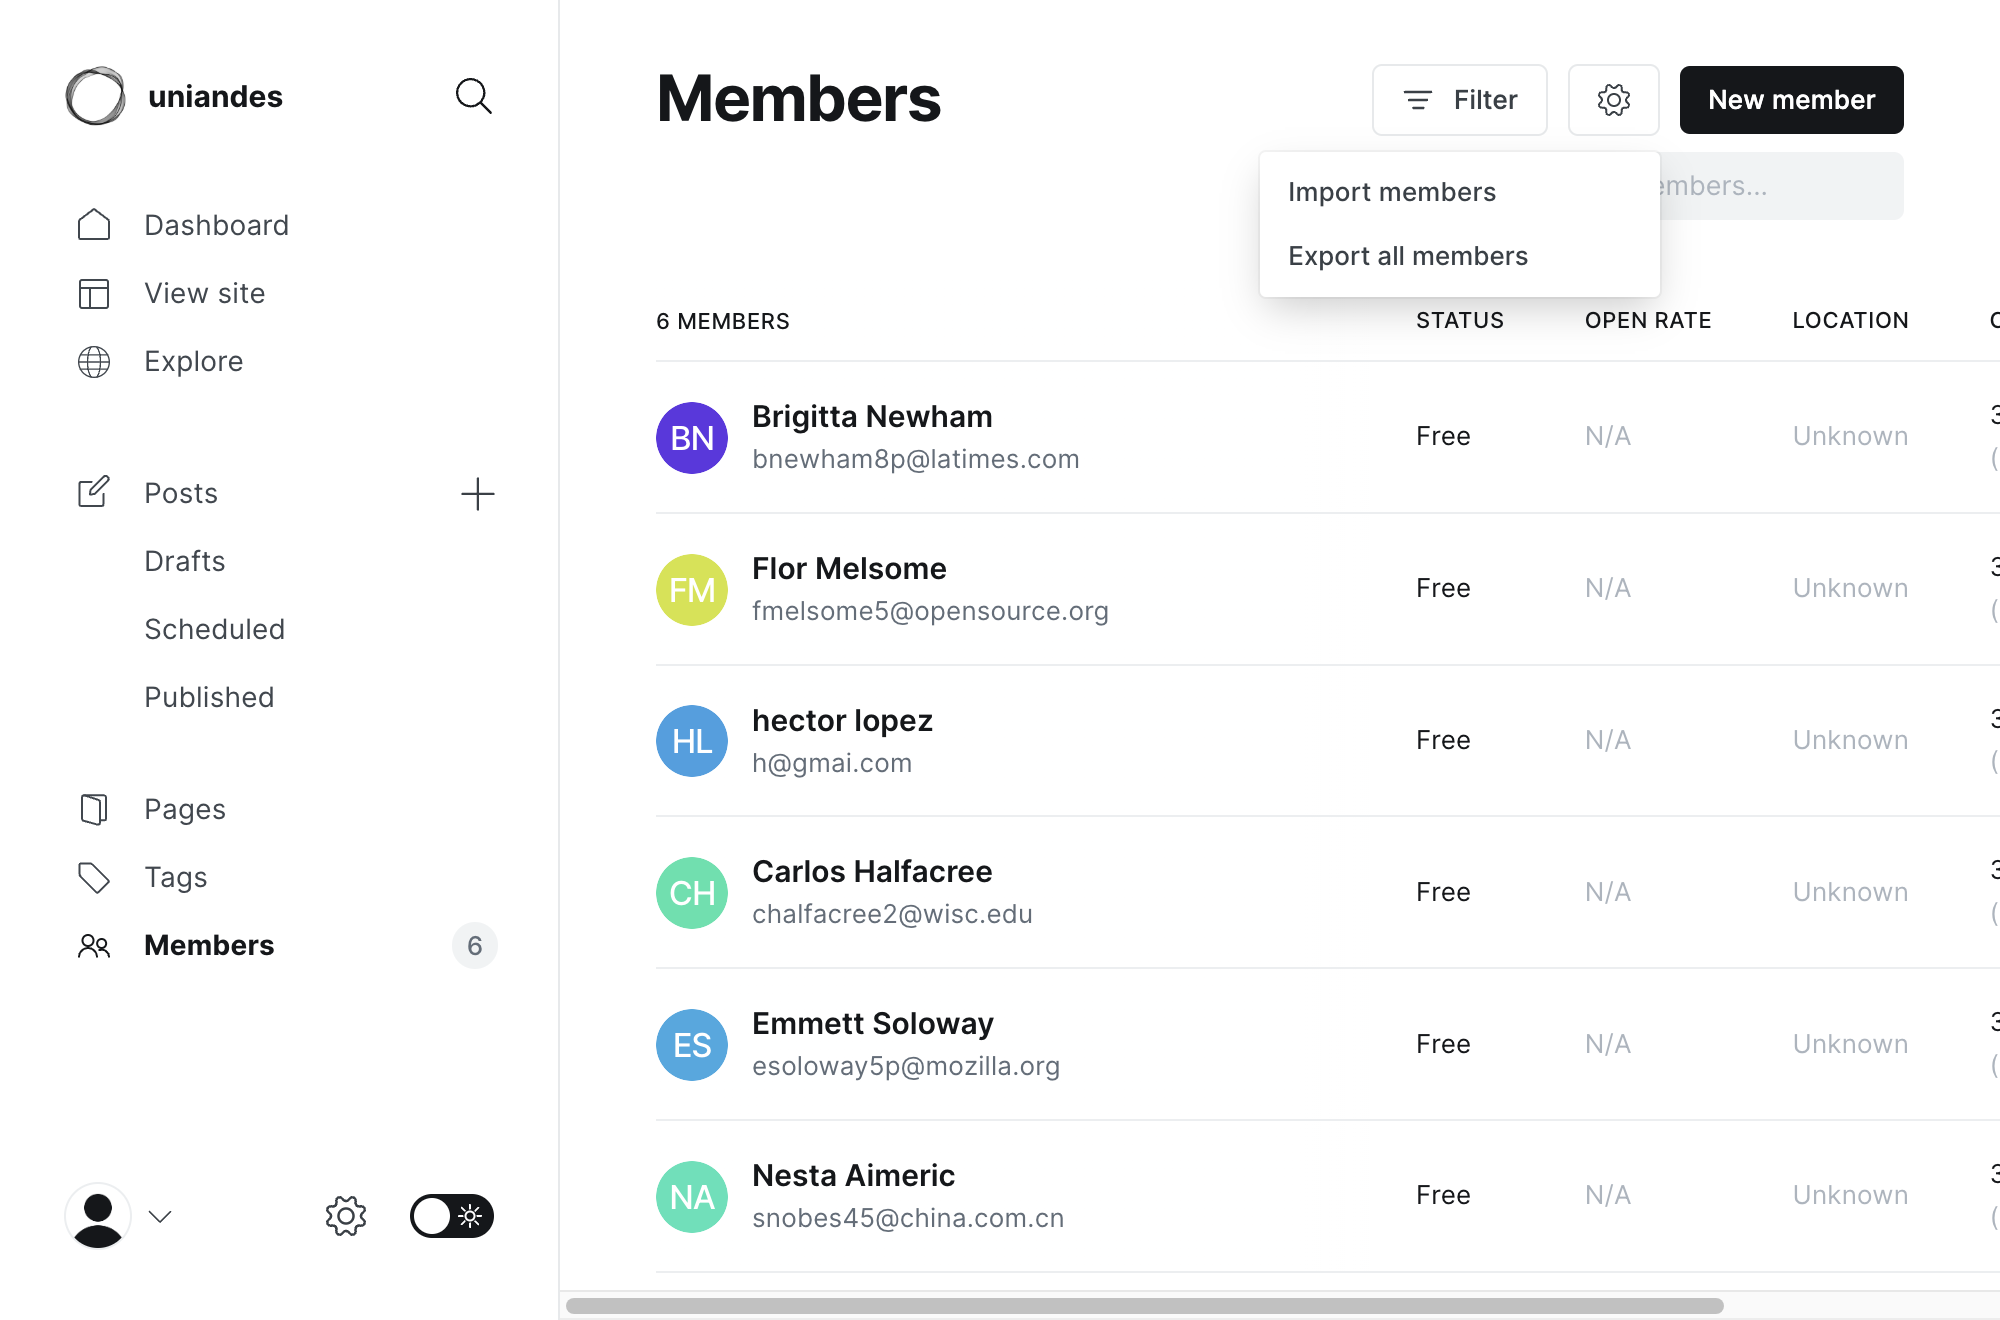 uniandes
Dashboard
View site
Explore
Posts
Drafts
Scheduled
Published
Pages
Tags
Members
6
Members
Filter
New member
Import members
Export all members
6 MEMBERS
STATUS
OPEN RATE
LOCATION
BN
Brigitta Newham
bnewham8p@latimes.com
Free
N/A
Unknown
FM
Flor Melsome
fmelsome5@opensource.org
Free
N/A
Unknown
HL
hector lopez
h@gmai.com
Free
N/A
Unknown
CH
Carlos Halfacree
chalfacree2@wisc.edu
Free
N/A
Unknown
ES
Emmett Soloway
esoloway5p@mozilla.org
Free
N/A
Unknown
NA
Nesta Aimeric
snobes45@china.com.cn
Free
N/A
Unknown